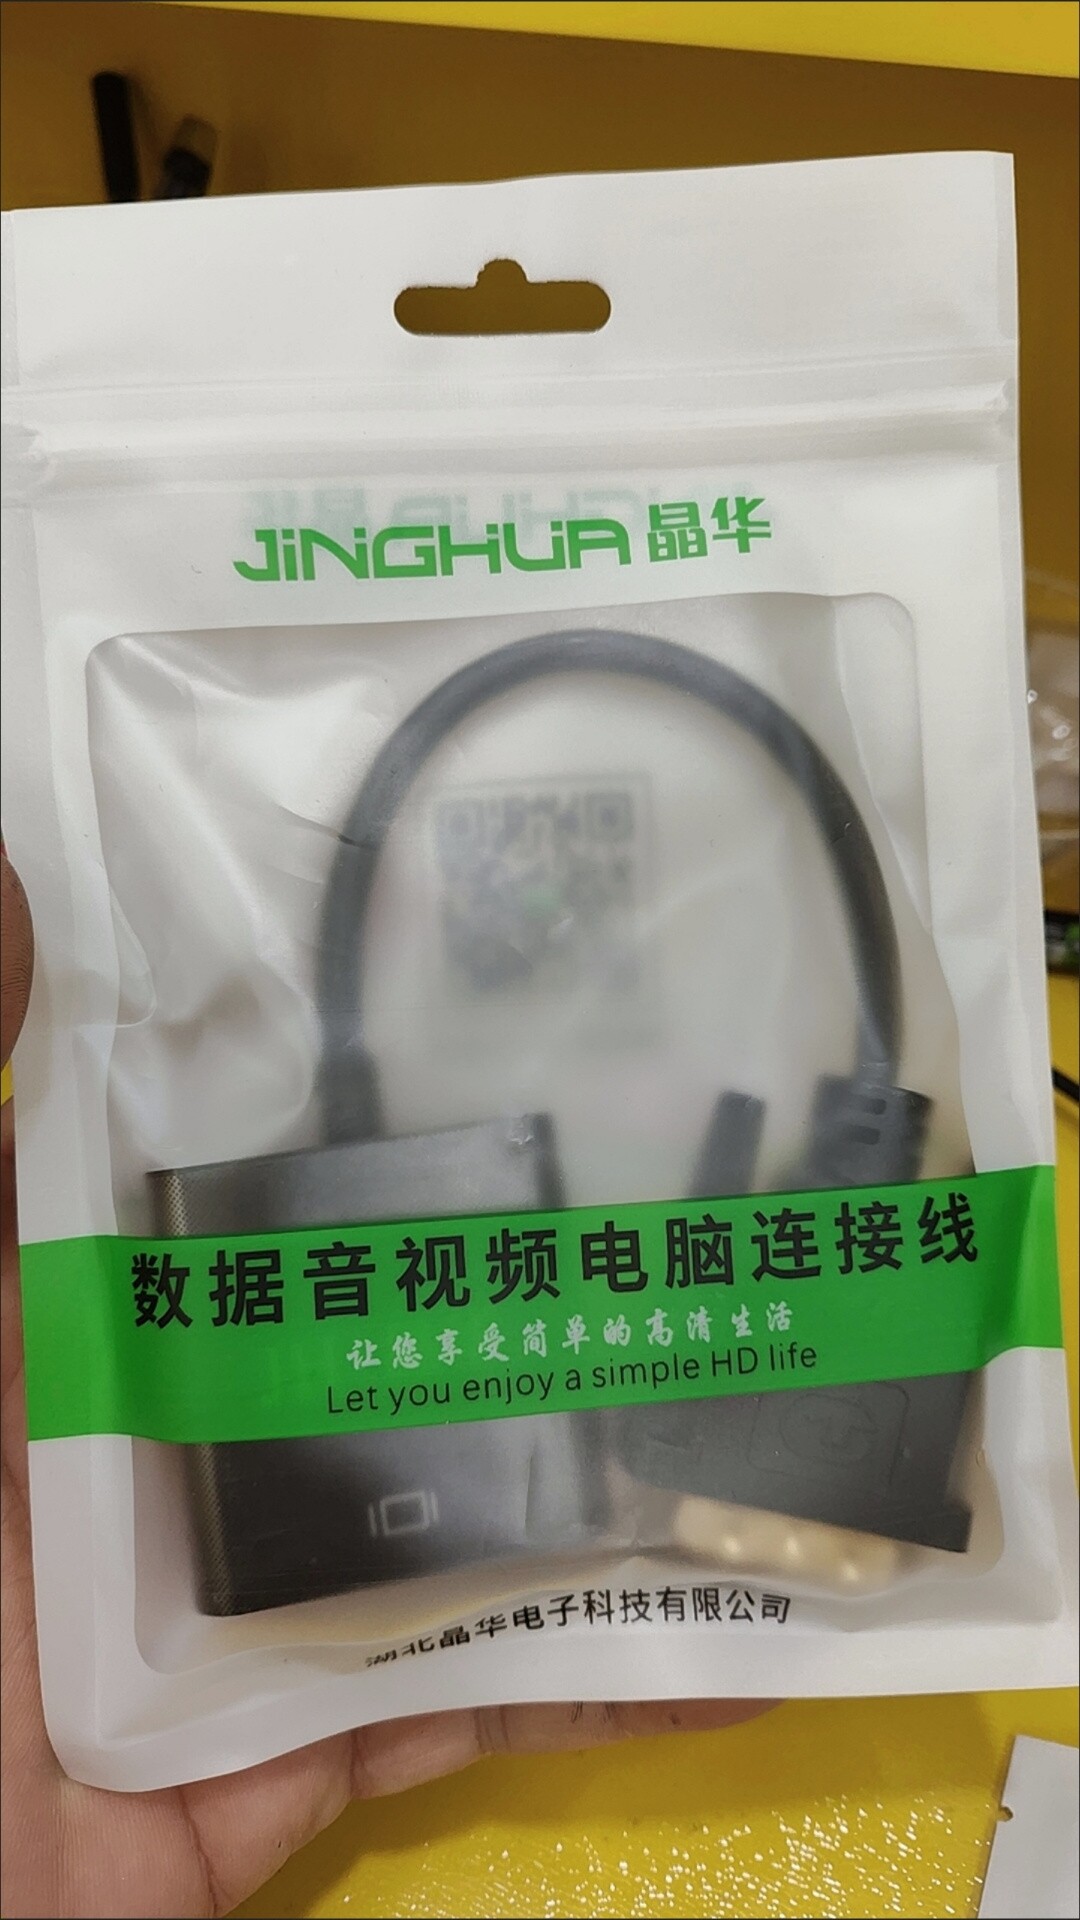 JINGHUA 晶华
数据音视频电脑连接线
让您享受简单的高清生活
Let you enjoy a simple HD life
湖北晶华电子科技有限公司